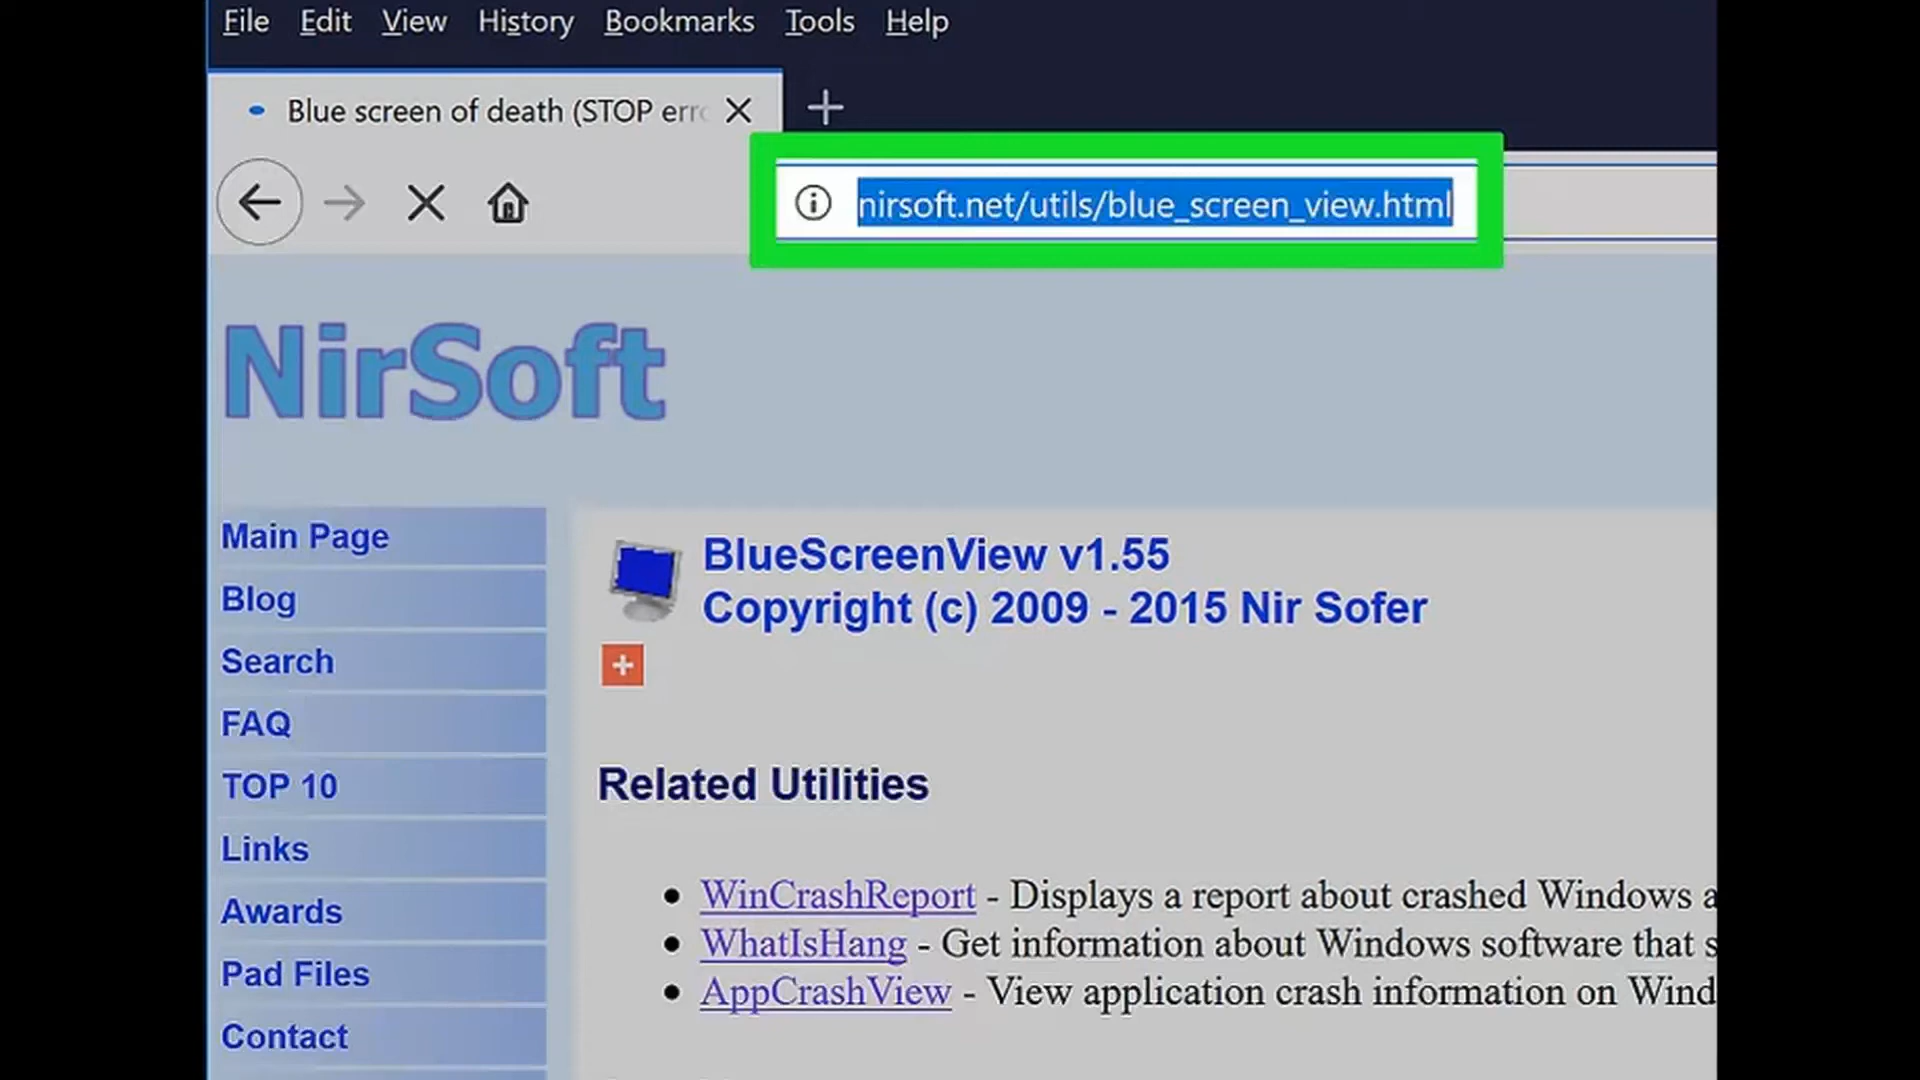 File Edit View History Bookmarks Tools Help
Blue screen of death (STOP erro
nirsoft.net/utils/blue_screen_view.html
NirSoft
Main Page
Blog
Search
FAQ
TOP 10
Links
Awards
Pad Files
Contact
BlueScreenView v1.55
Copyright (c) 2009 - 2015 Nir Sofer
Related Utilities
WinCrashReport - Displays a report about crashed Windows a
WhatIsHang - Get information about Windows software that s
AppCrashView - View application crash information on Wind